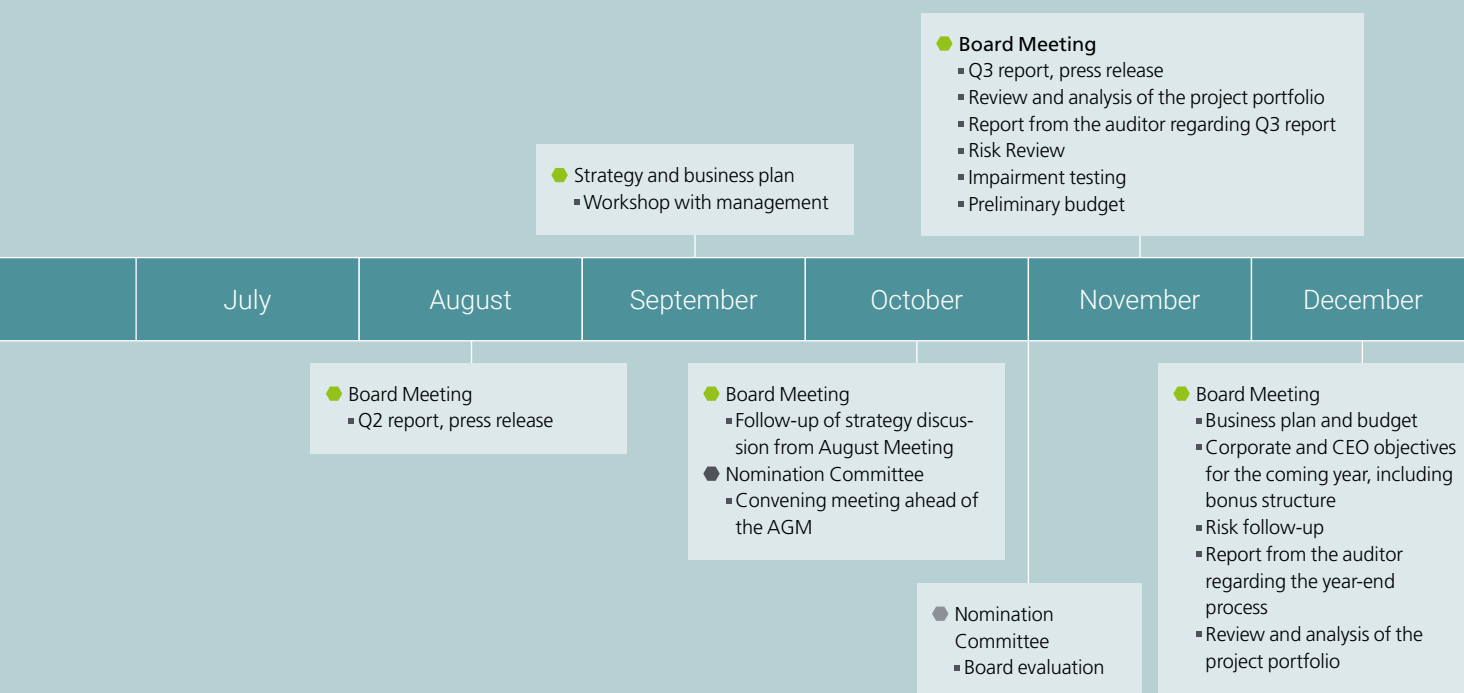 Board Meeting
Q3 report, press release
Review and analysis of the project portfolio
Report from the auditor regarding Q3 report
Risk Review
Impairment testing
Preliminary budget
Strategy and business plan
Workshop with management
July
August
September
October
November
December
Board Meeting
Q2 report, press release
Board Meeting
Follow-up of strategy discus-
sion from August Meeting
Nomination Committee
Convening meeting ahead of
the AGM
Nomination
Committee
Board evaluation
Board Meeting
Business plan and budget
Corporate and CEO objectives
for the coming year, including
bonus structure
Risk follow-up
Report from the auditor
regarding the year-end
process
Review and analysis of the
project portfolio